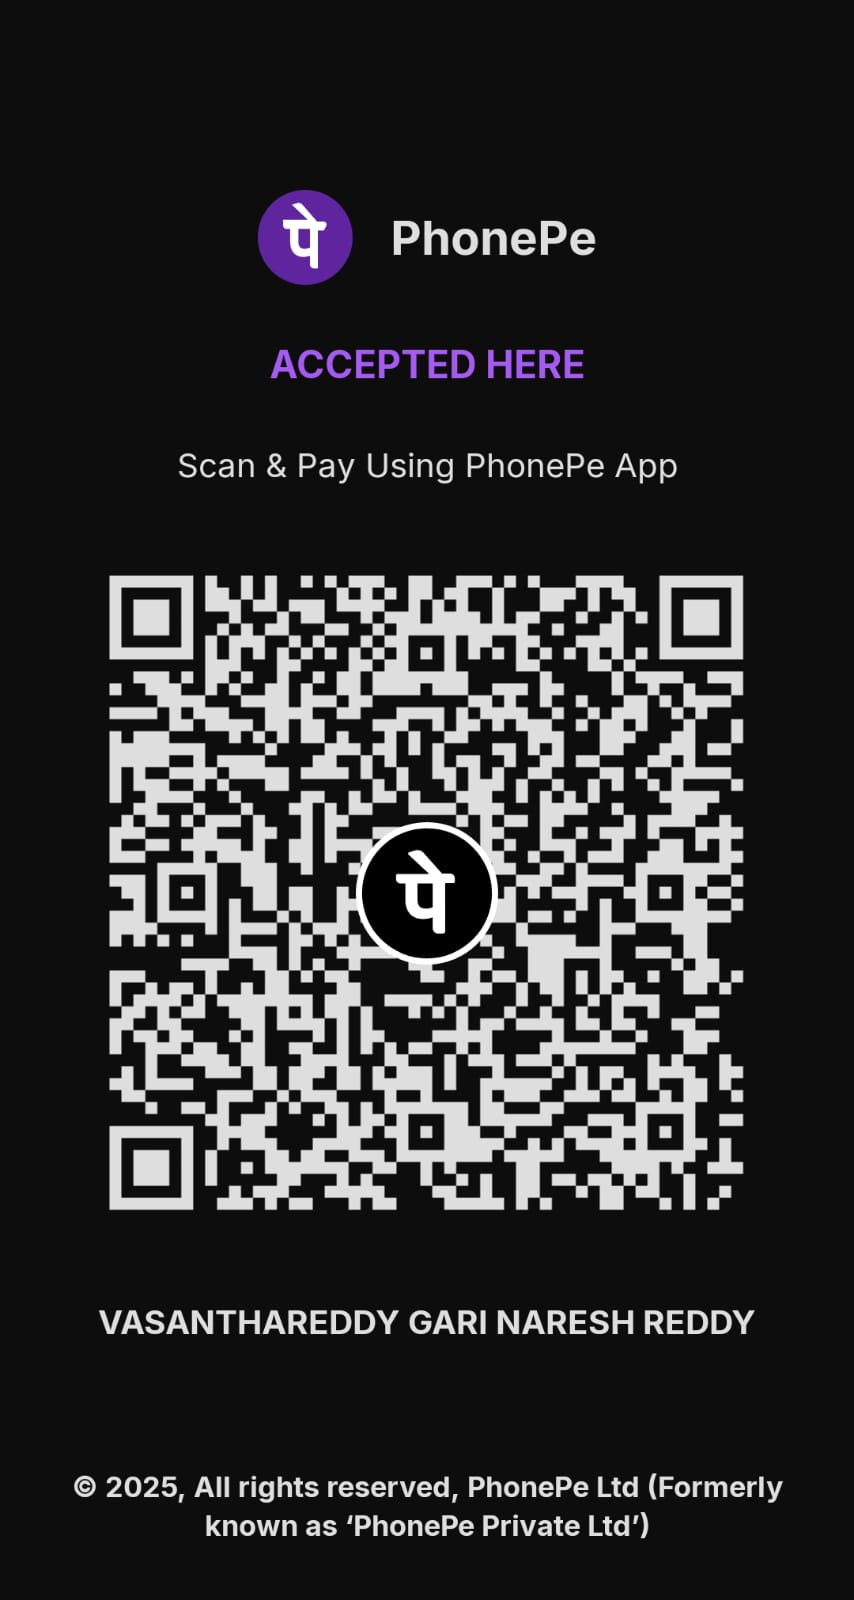 पे PhonePe
ACCEPTED HERE
Scan & Pay Using PhonePe App
पे
VASANTHAREDDY GARI NARESH REDDY
© 2025, All rights reserved, PhonePe Ltd (Formerly
known as ‘PhonePe Private Ltd’)